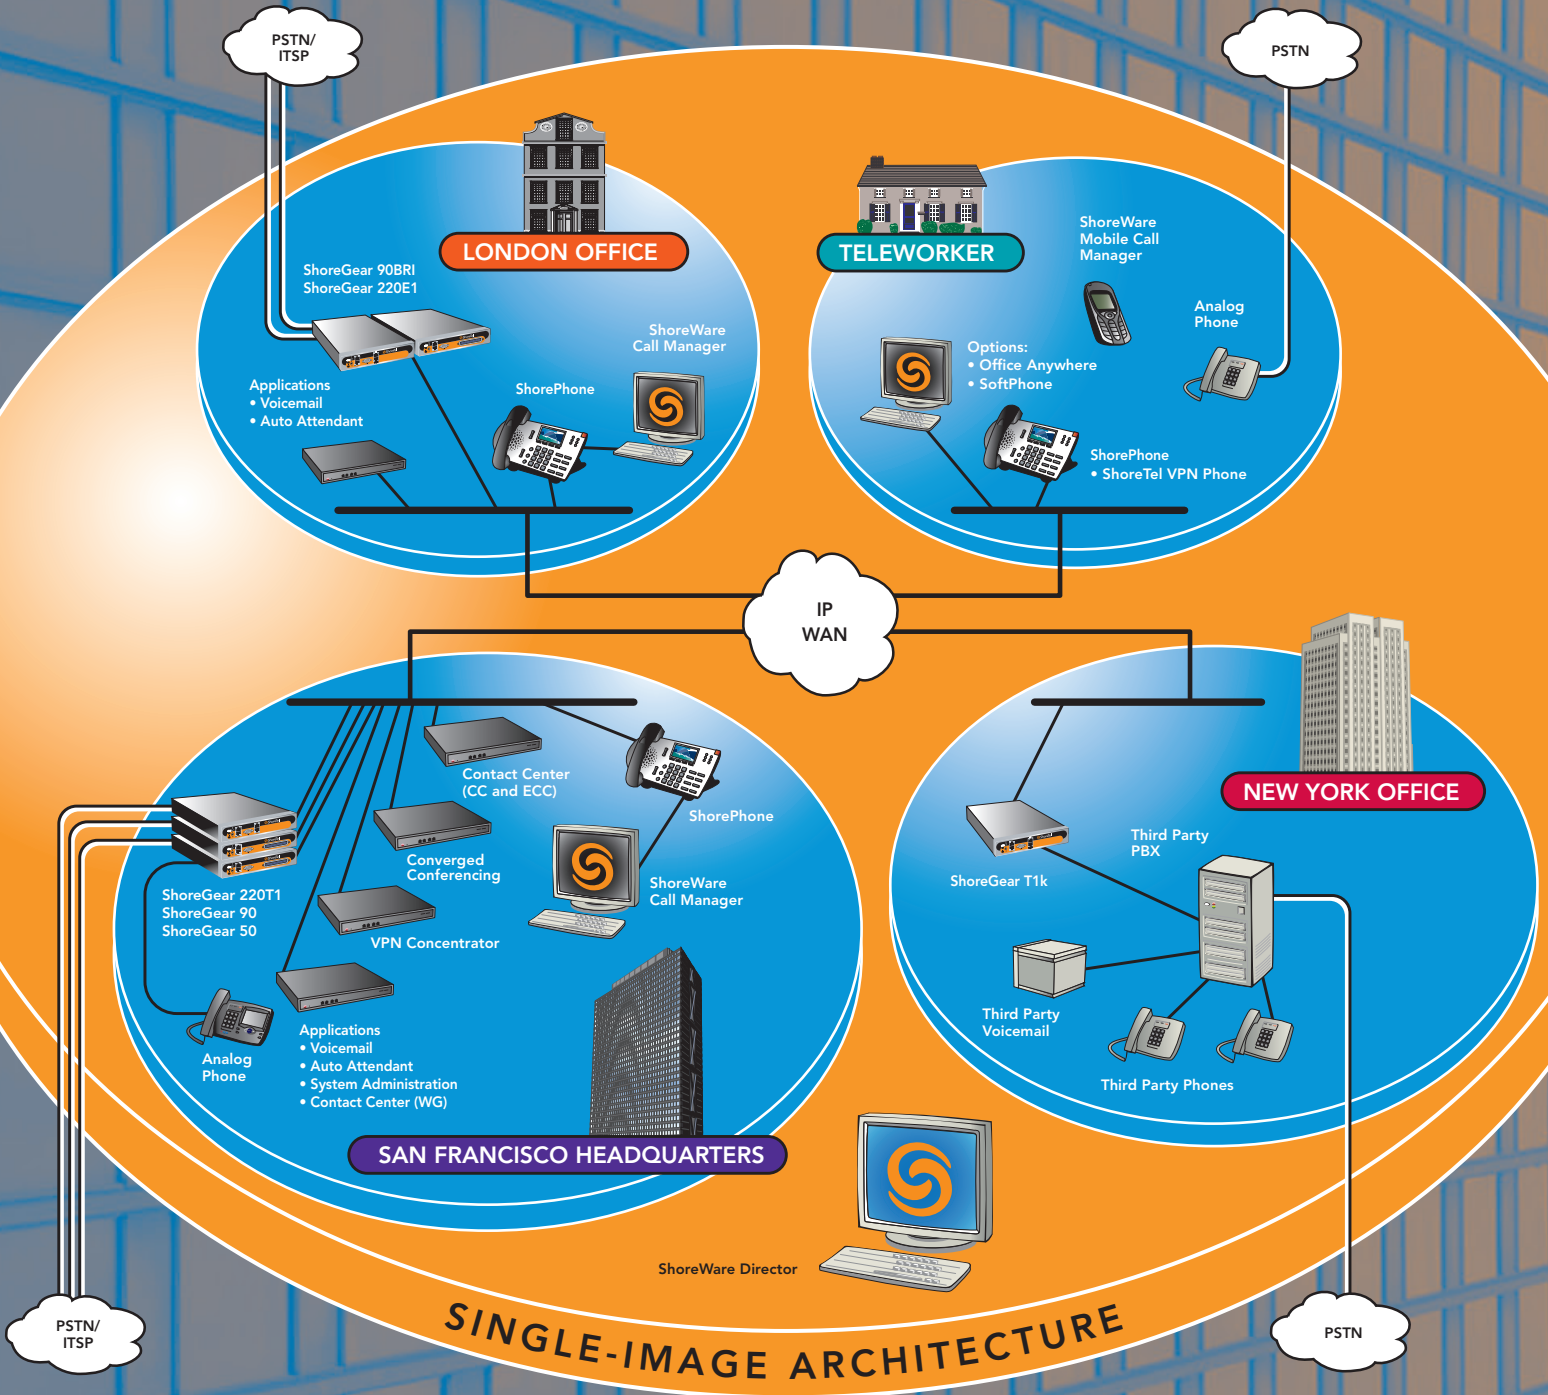 PSTN/
ITSP
PSTN
LONDON OFFICE
ShoreGear 90BRI
ShoreGear 220E1
ShoreWare
Call Manager
Applications
• Voicemail
• Auto Attendant
ShorePhone
TELEWORKER
ShoreWare
Mobile Call
Manager
Analog
Phone
Options:
• Office Anywhere
• SoftPhone
ShorePhone
• ShoreTel VPN Phone
IP
WAN
Contact Center
(CC and ECC)
ShorePhone
Converged
Conferencing
ShoreWare
Call Manager
ShoreGear 220T1
ShoreGear 90
ShoreGear 50
VPN Concentrator
Analog
Phone
Applications
• Voicemail
• Auto Attendant
• System Administration
• Contact Center (WG)
SAN FRANCISCO HEADQUARTERS
NEW YORK OFFICE
Third Party
PBX
ShoreGear T1k
Third Party
Voicemail
Third Party Phones
ShoreWare Director
PSTN/
ITSP
PSTN
SINGLE-IMAGE ARCHITECTURE